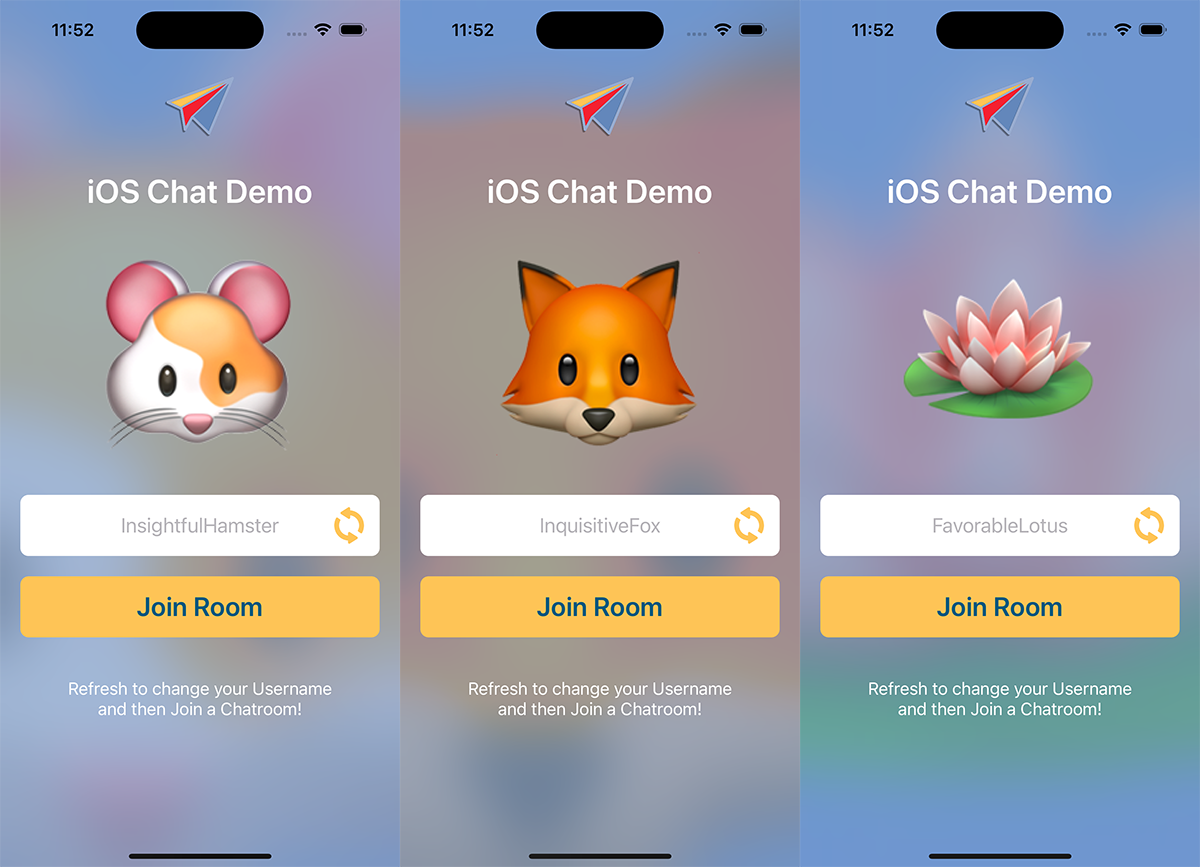 11:52
iOS Chat Demo
InsightfulHamster
Join Room
Refresh to change your Username
and then Join a Chatroom!
11:52
iOS Chat Demo
InquisitiveFox
Join Room
Refresh to change your Username
and then Join a Chatroom!
11:52
iOS Chat Demo
FavorableLotus
Join Room
Refresh to change your Username
and then Join a Chatroom!